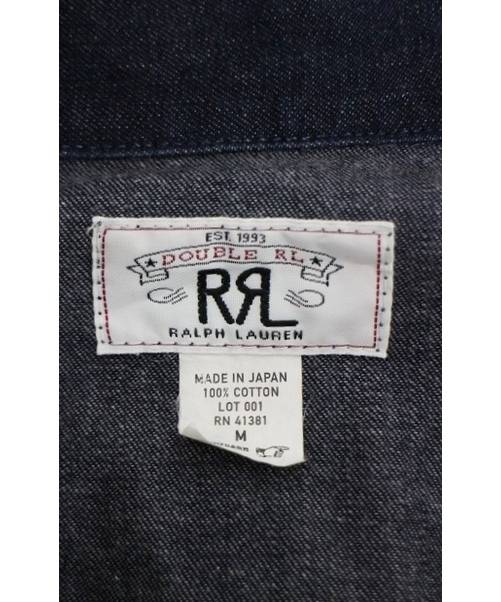 EST. 1993
DOUBLE RL
RRL
RALPH LAUREN
MADE IN JAPAN
100% COTTON
LOT 001
RN 41381
M